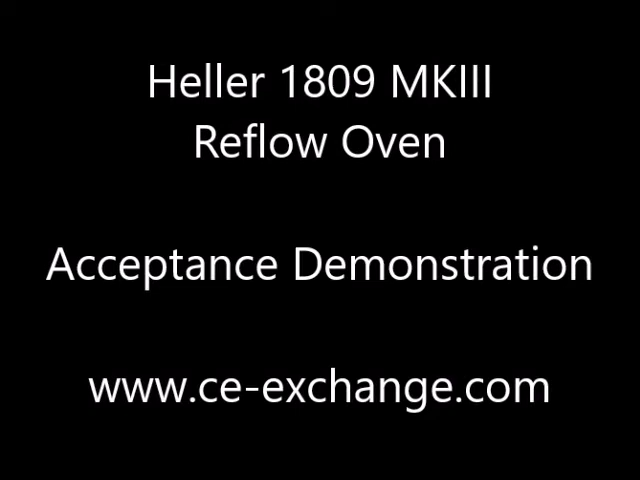 Heller 1809 MKIII
Reflow Oven
Acceptance Demonstration
www.ce-exchange.com